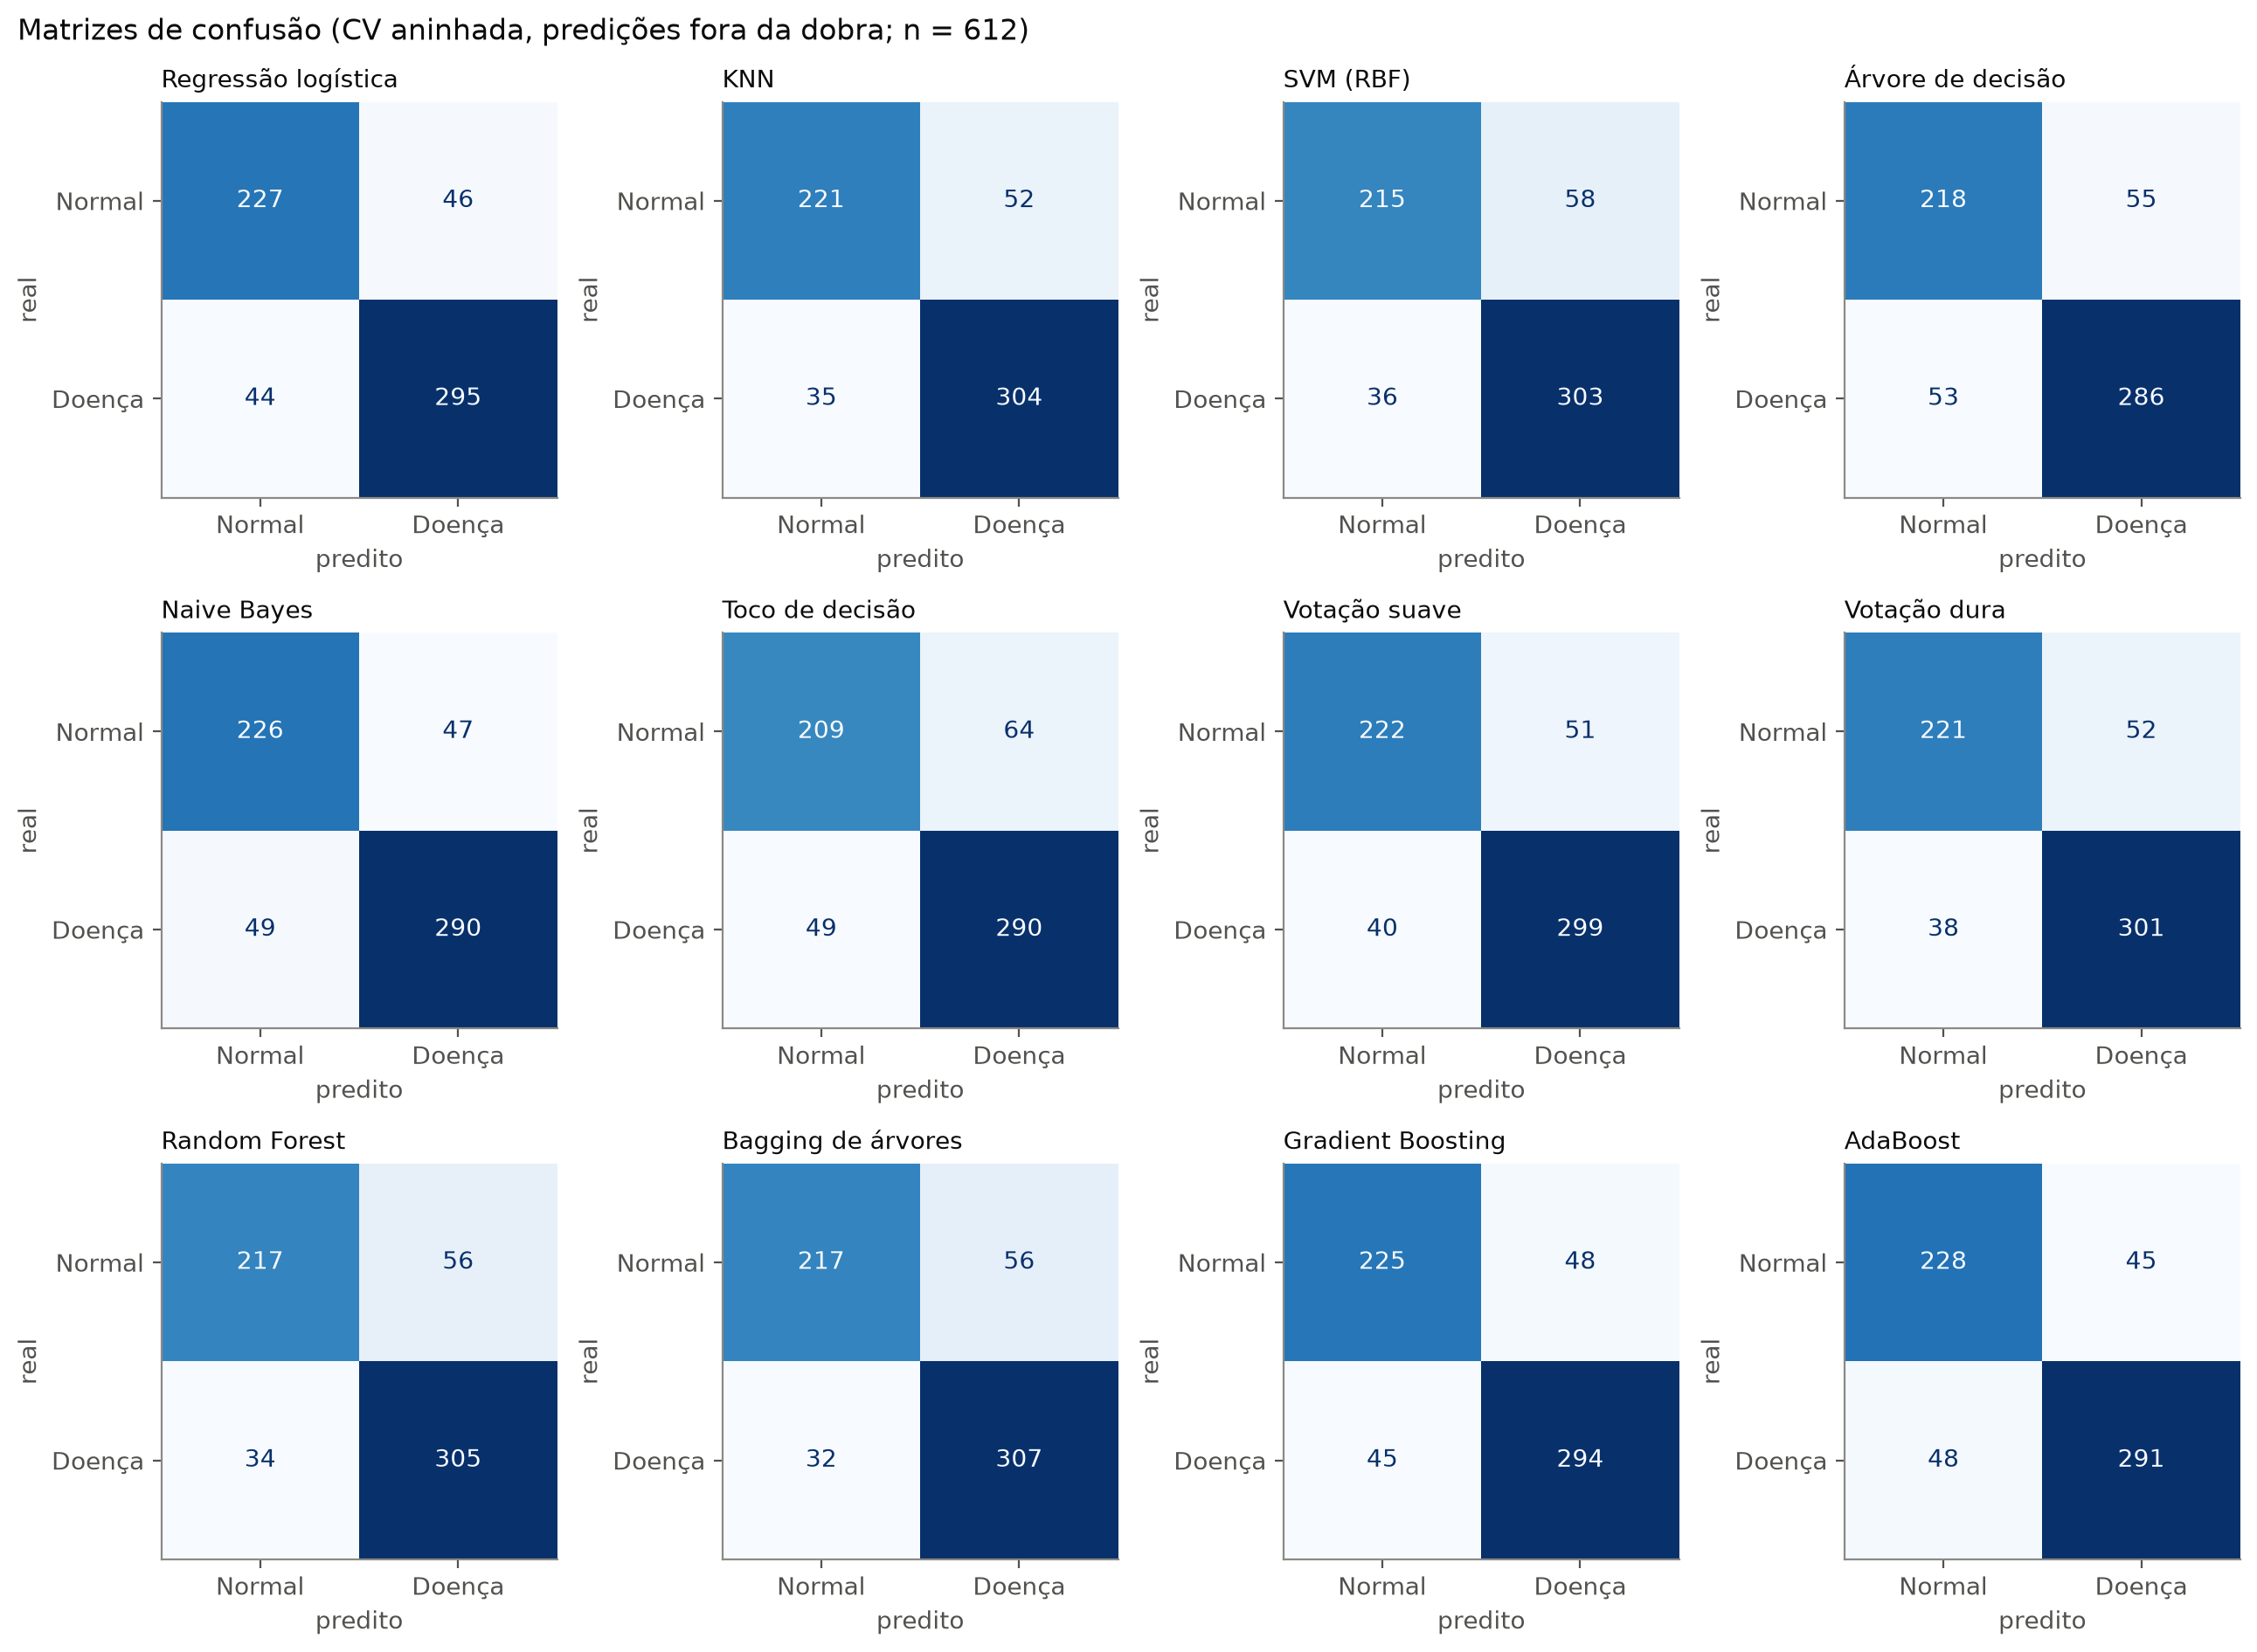 Matrizes de confusão (CV aninhada, predições fora da dobra; n = 612)
Regressão logística
Normal
227
46
real
Doença
44
295
Normal Doença
predito
KNN
Normal
221
52
real
Doença
35
304
Normal Doença
predito
SVM (RBF)
Normal
215
58
real
Doença
36
303
Normal Doença
predito
Árvore de decisão
Normal
218
55
real
Doença
53
286
Normal Doença
predito
Naive Bayes
Normal
226
47
real
Doença
49
290
Normal Doença
predito
Toco de decisão
Normal
209
64
real
Doença
49
290
Normal Doença
predito
Votação suave
Normal
222
51
real
Doença
40
299
Normal Doença
predito
Votação dura
Normal
221
52
real
Doença
38
301
Normal Doença
predito
Random Forest
Normal
217
56
real
Doença
34
305
Normal Doença
predito
Bagging de árvores
Normal
217
56
real
Doença
32
307
Normal Doença
predito
Gradient Boosting
Normal
225
48
real
Doença
45
294
Normal Doença
predito
AdaBoost
Normal
228
45
real
Doença
48
291
Normal Doença
predito